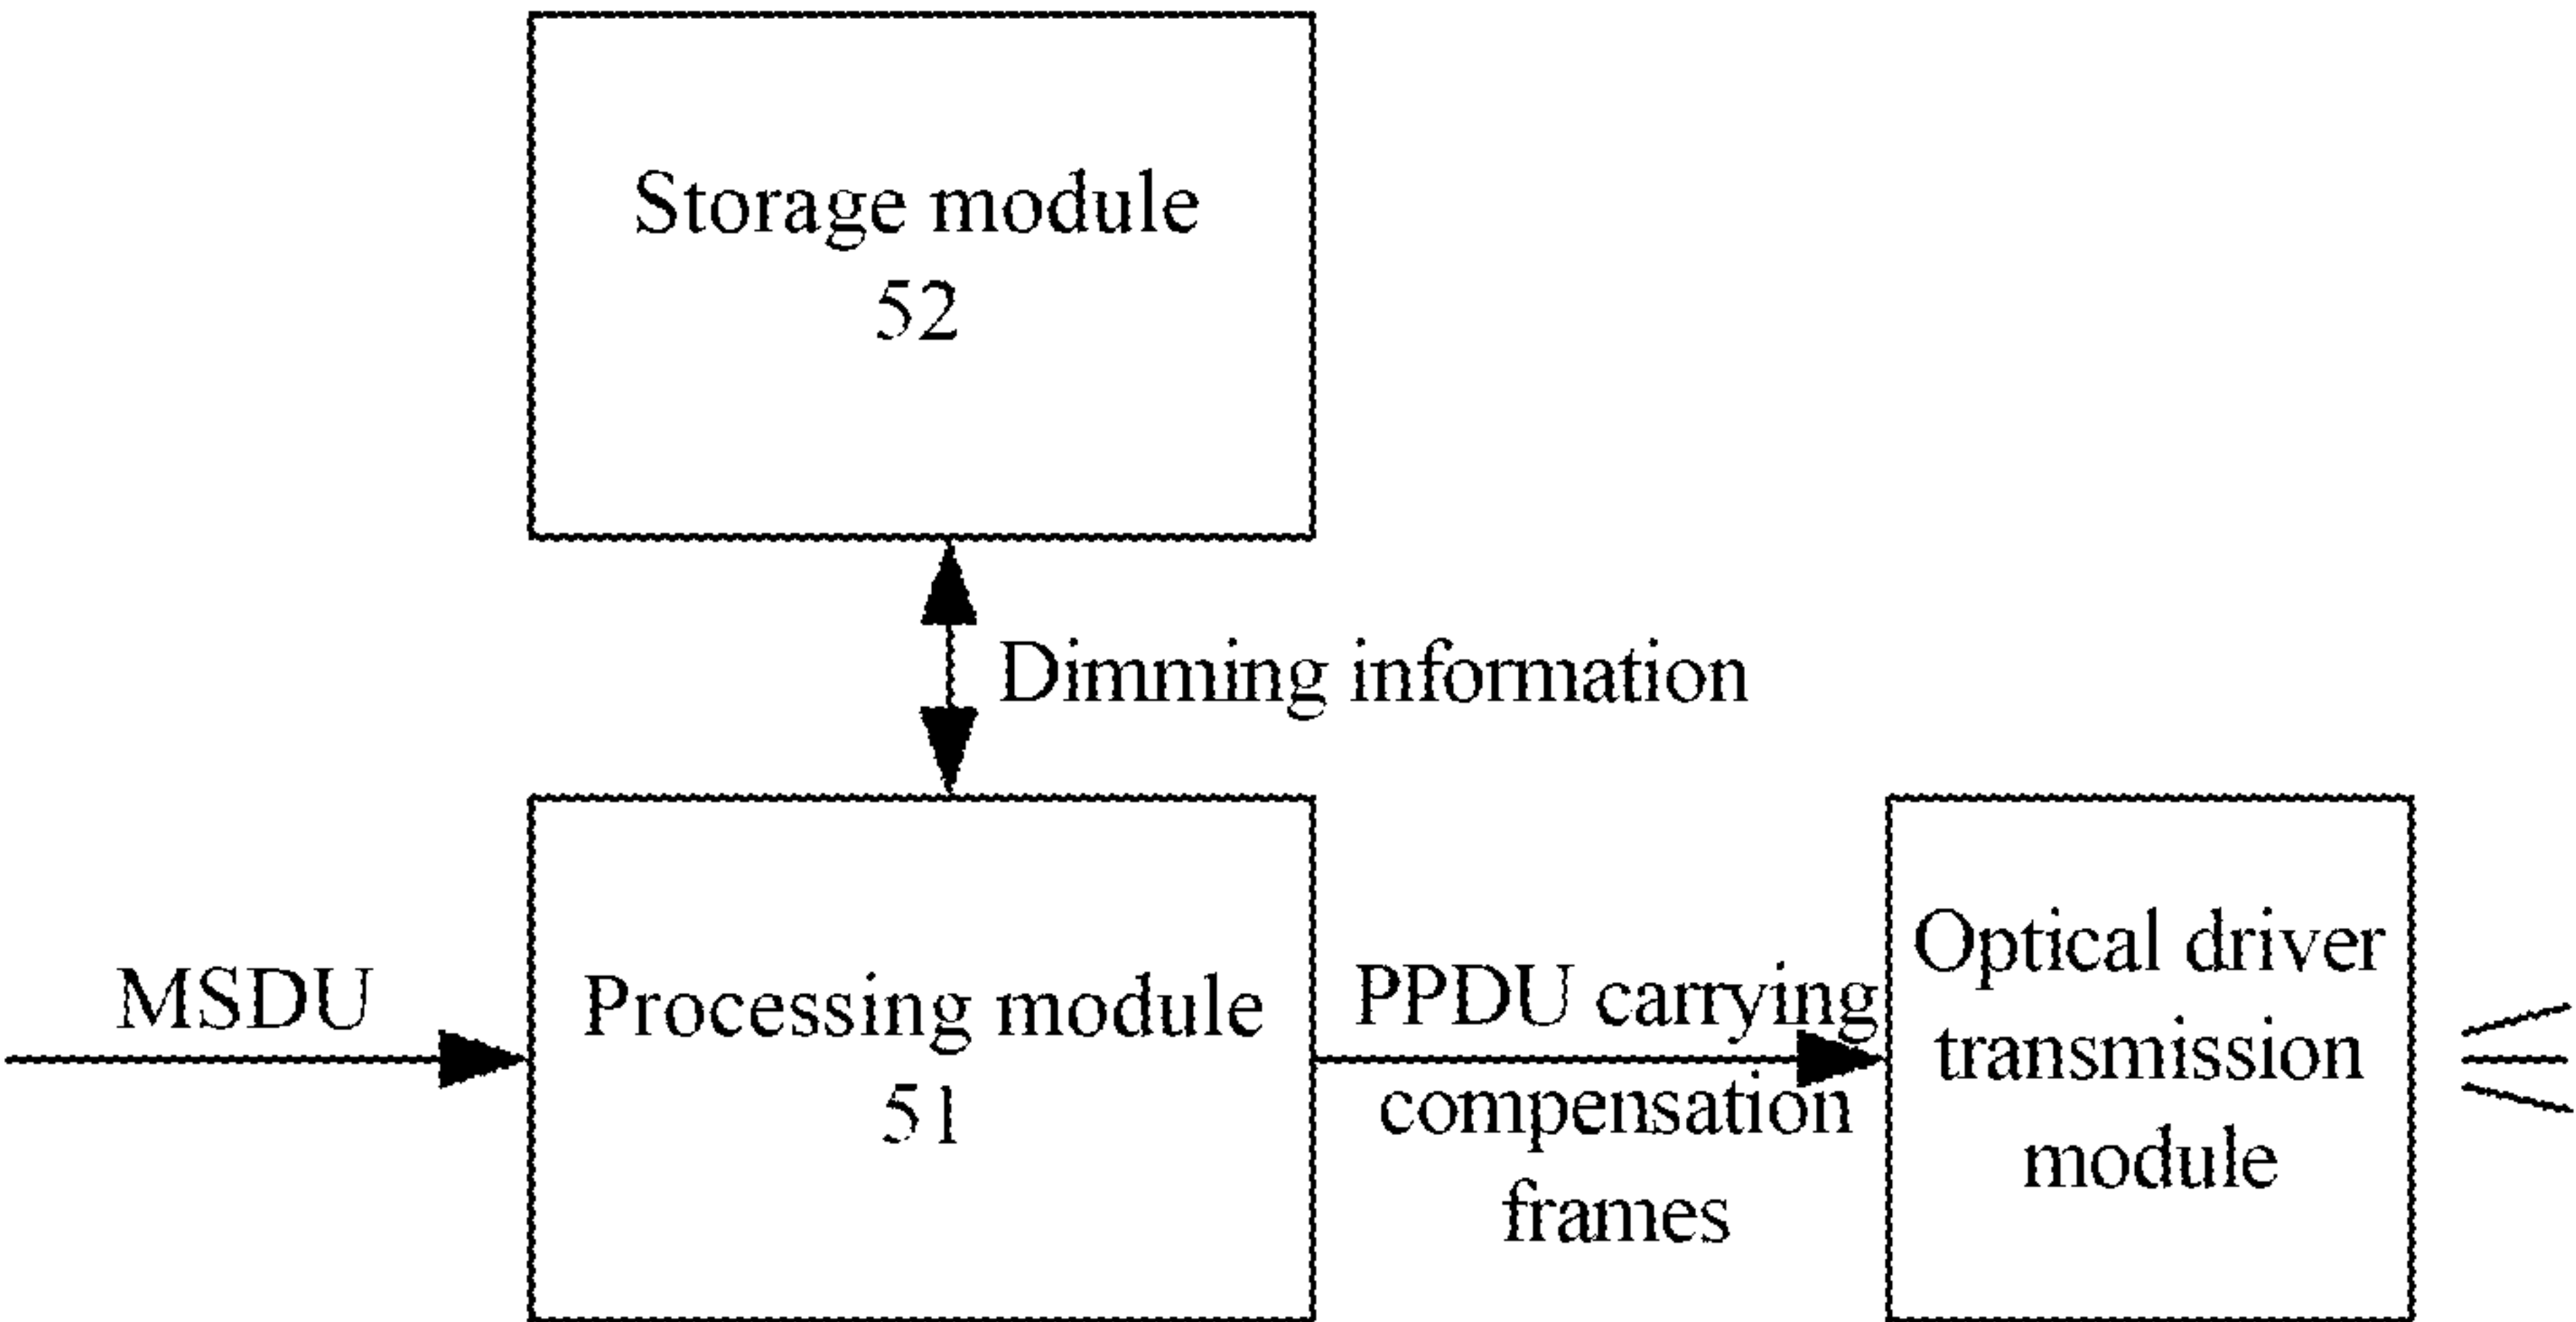 Storage module
52
Dimming information
MSDU
Processing module
51
PPDU carrying
compensation
frames
Optical driver
transmission
module